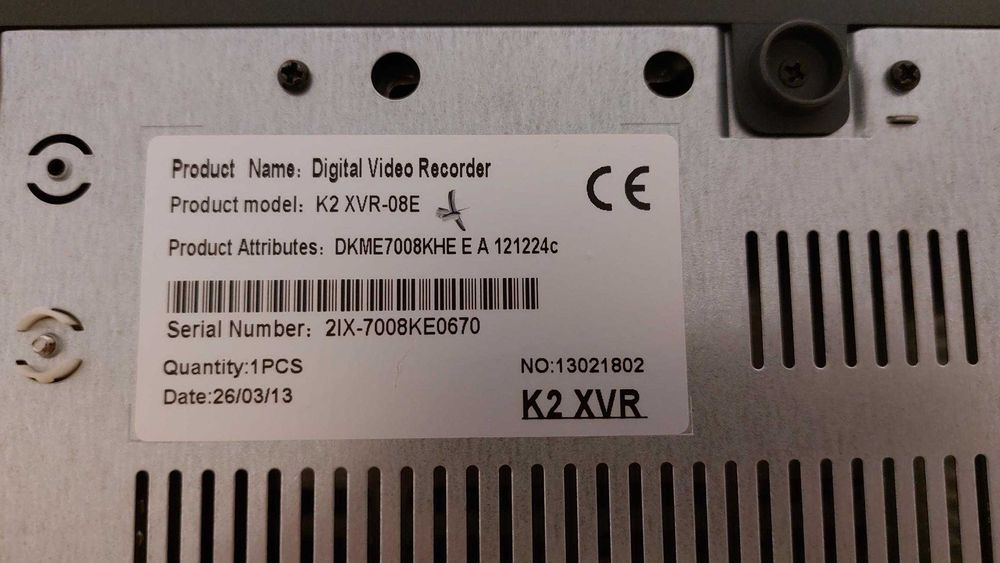 Product Name: Digital Video Recorder
CE
Product model: K2 XVR-08E
Product Attributes: DKME7008KHE E A 121224c
Serial Number: 2IX-7008KE0670
Quantity:1PCS
NO:13021802
Date:26/03/13
K2 XVR